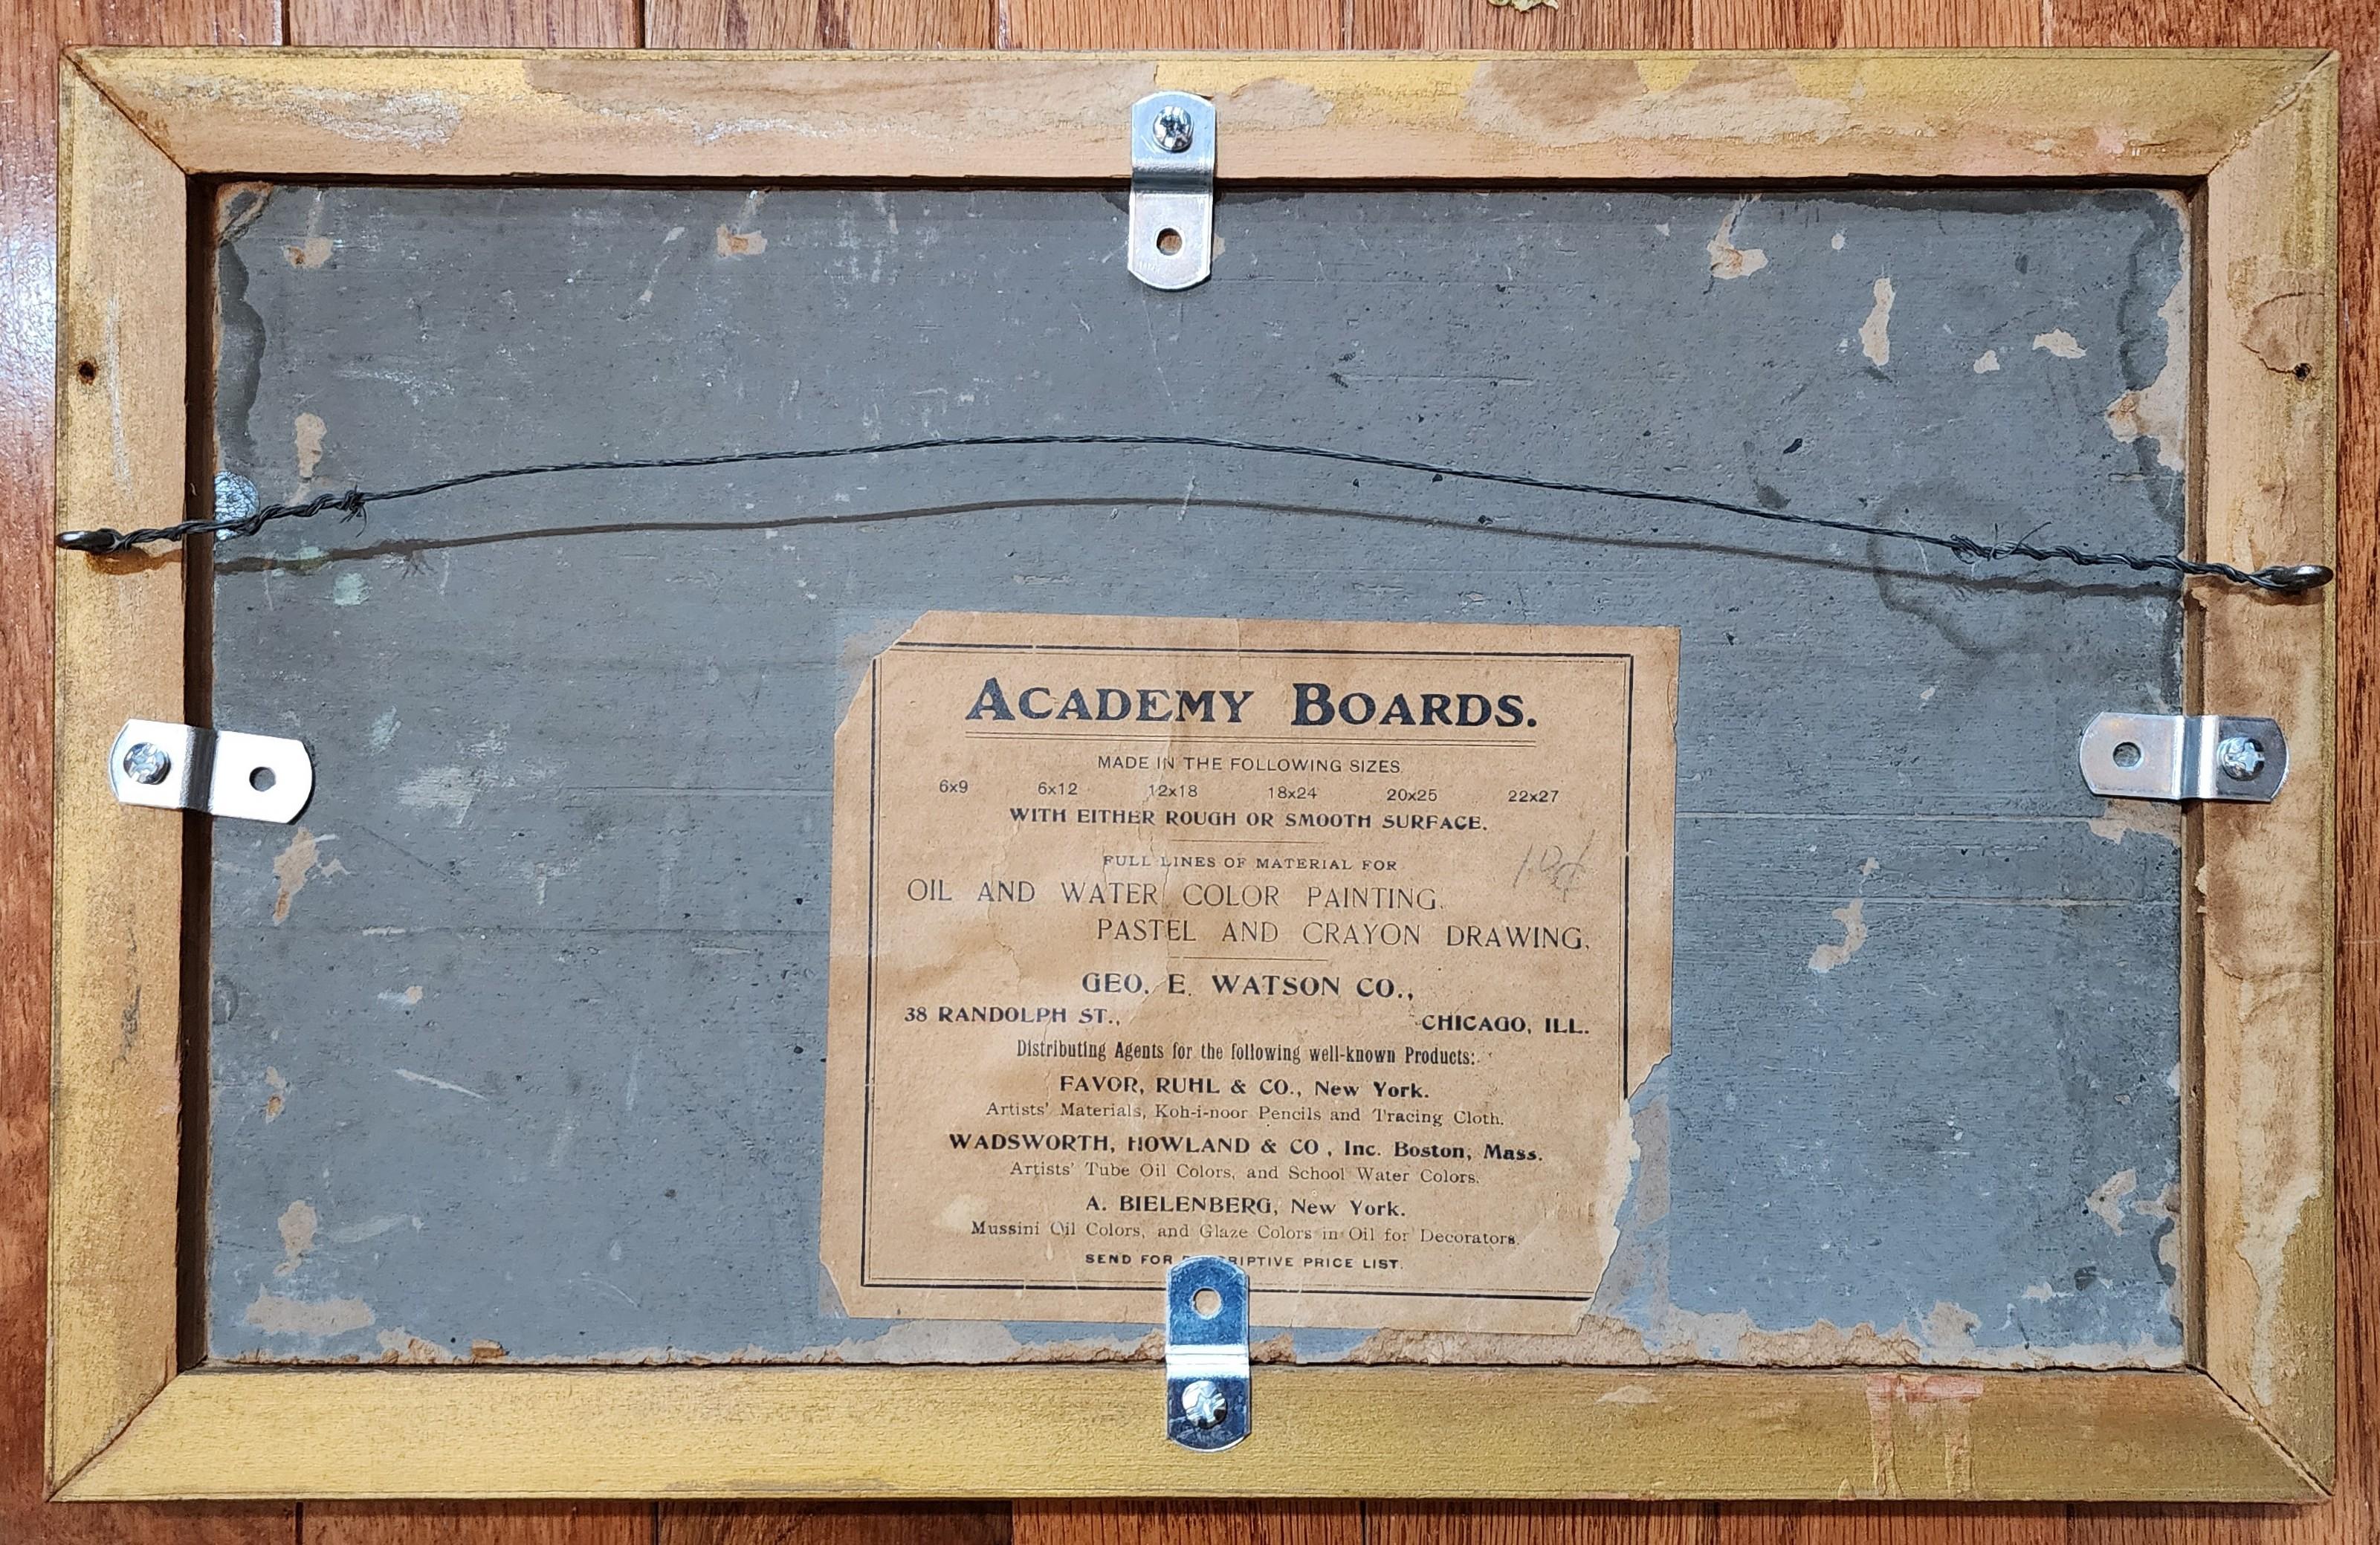 ACADEMY BOARDS.
MADE IN THE FOLLOWING SIZES
6x9 6x12 12x18 18x24 20x25 22x27
WITH EITHER ROUGH OR SMOOTH SURFACE.
FULL LINES OF MATERIAL FOR
OIL AND WATER COLOR PAINTING,
PASTEL AND CRAYON DRAWING,
GEO. E. WATSON CO.,
38 RANDOLPH ST., CHICAGO, ILL.
Distributing Agents for the following well-known Products:
FAVOR, RUHL & CO., New York.
Artists' Materials, Koh-i-noor Pencils and Tracing Cloth.
WADSWORTH, HOWLAND & CO., Inc. Boston, Mass.
Artists' Tube Oil Colors, and School Water Colors.
A. BIELENBERG, New York.
Mussini Oil Colors, and Glaze Colors in Oil for Decorators.
SEND FOR PRICE LIST.